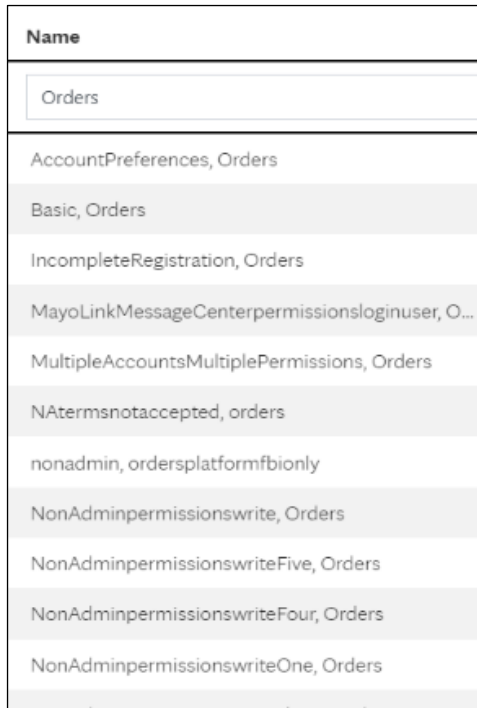 Name
Orders
AccountPreferences, Orders
Basic, Orders
IncompleteRegistration, Orders
MayoLinkMessageCenterpermissionsloginuser, O...
MultipleAccountsMultiplePermissions, Orders
NAtermsnotaccepted, orders
nonadmin, ordersplatformfbionly
NonAdminpermissionswrite, Orders
NonAdminpermissionswriteFive, Orders
NonAdminpermissionswriteFour, Orders
NonAdminpermissionswriteOne, Orders